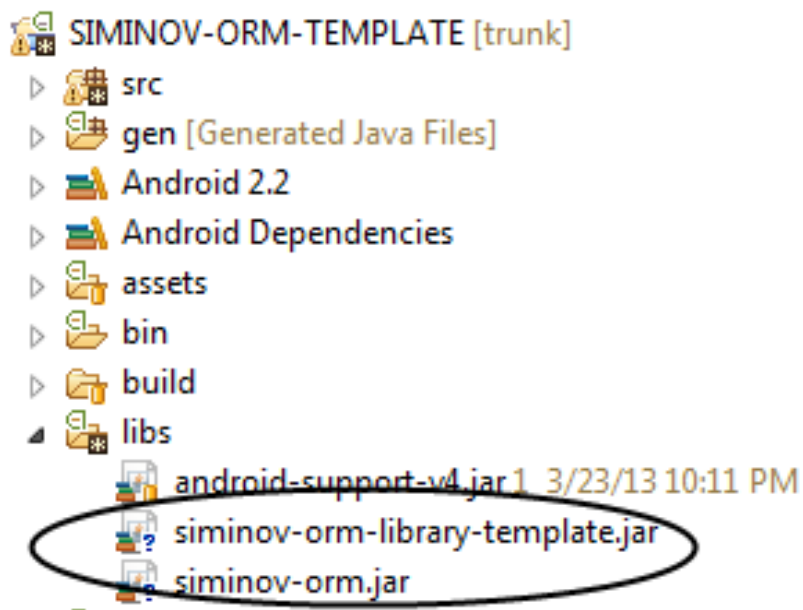 SIMINOV-ORM-TEMPLATE [trunk]
src
gen [Generated Java Files]
Android 2.2
Android Dependencies
assets
bin
build
libs
android-support-v4.jar 1 3/23/13 10:11 PM
siminov-orm-library-template.jar
siminov-orm.jar